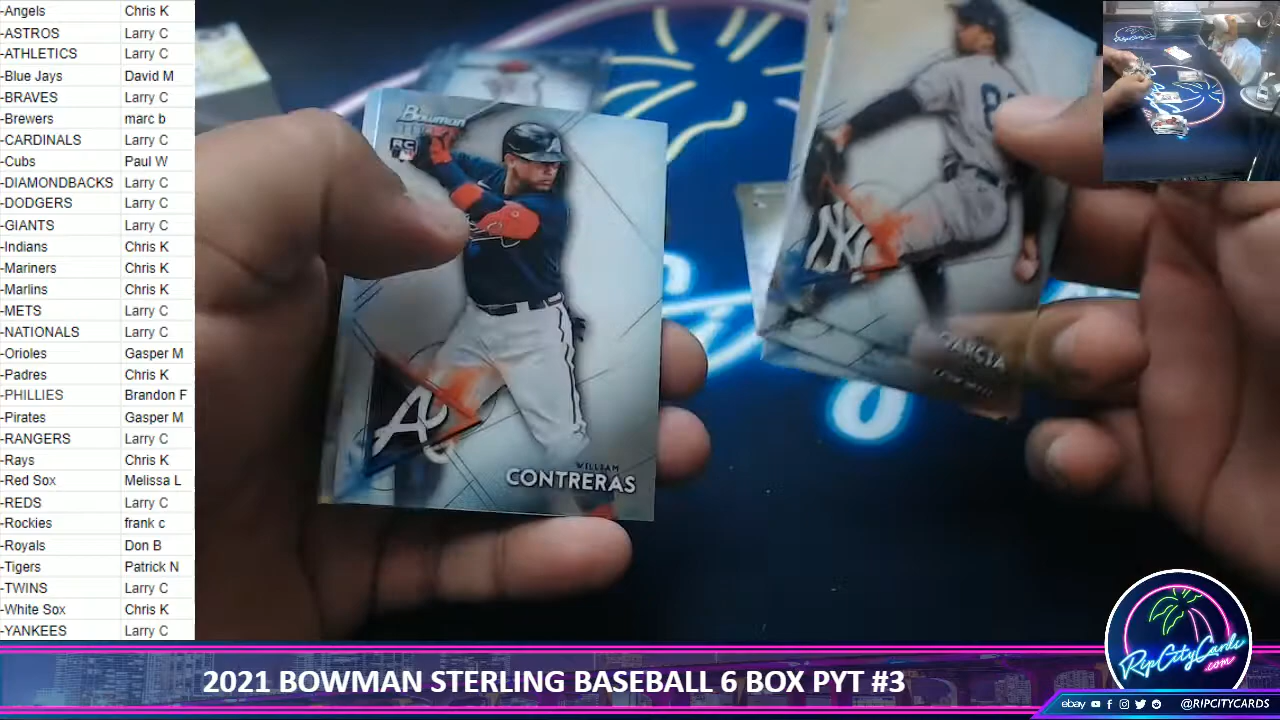 -Angels Chris K
-ASTROS Larry C
-ATHLETICS Larry C
-Blue Jays David M
-BRAVES Larry C
-Brewers marc b
-CARDINALS Larry C
-Cubs Paul W
-DIAMONDBACKS Larry C
-DODGERS Larry C
-GIANTS Larry C
-Indians Chris K
-Mariners Chris K
-Marlins Chris K
-METS Larry C
-NATIONALS Larry C
-Orioles Gasper M
-Padres Chris K
-PHILLIES Brandon F
-Pirates Gasper M
-RANGERS Larry C
-Rays Chris K
-Red Sox Melissa L
-REDS Larry C
-Rockies frank c
-Royals Don B
-Tigers Patrick N
-TWINS Larry C
-White Sox Chris K
-YANKEES Larry C
Bowman
RC
WILLIAM
CONTRERAS
NY
GARCIA
RipCityCards
.com
2021 BOWMAN STERLING BASEBALL 6 BOX PYT #3
ebay @RIPCITYCARDS